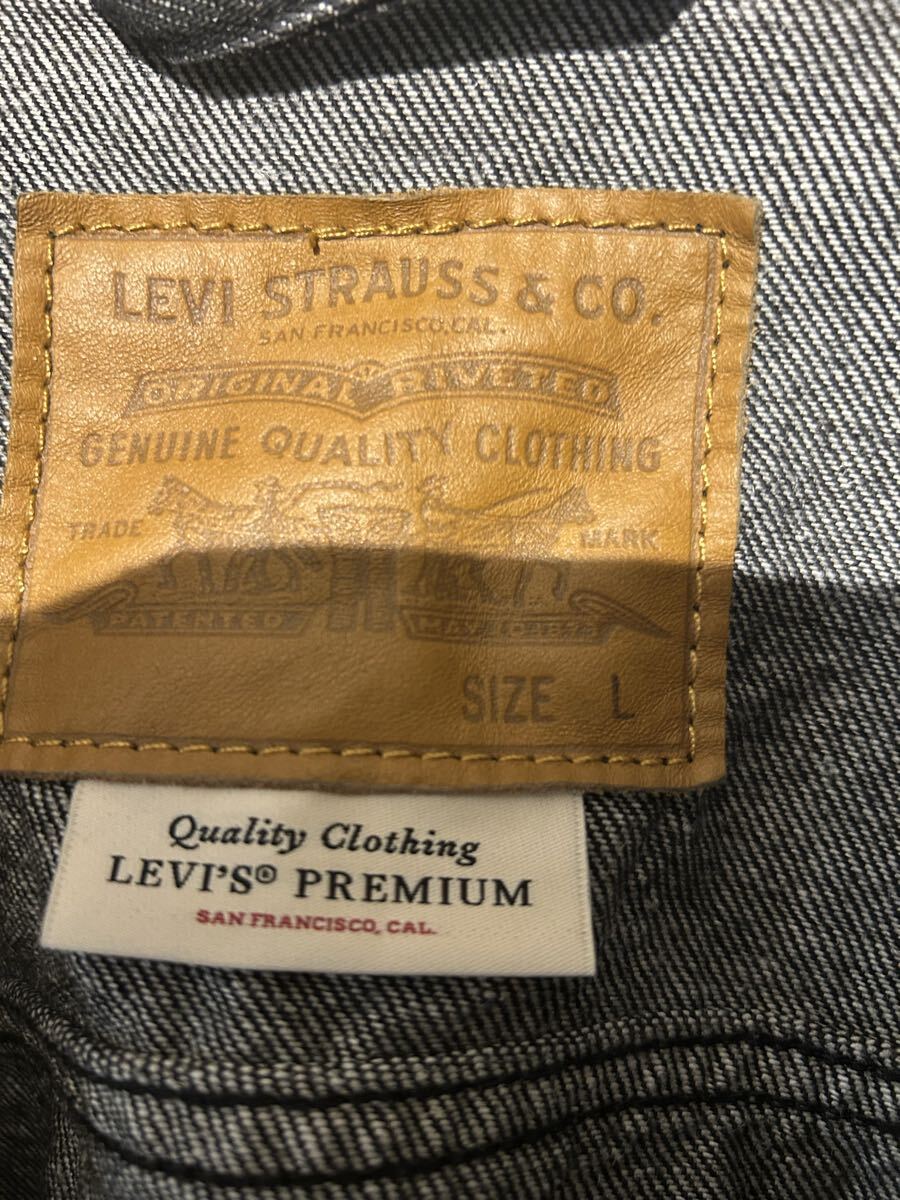 LEVI STRAUSS & CO.
SAN FRANCISCO, CAL.
ORIGINAL RIVETED
GENUINE QUALITY CLOTHING
TRADE MARK
PATENTED
SIZE L
Quality Clothing
LEVI'S® PREMIUM
SAN FRANCISCO, CAL.